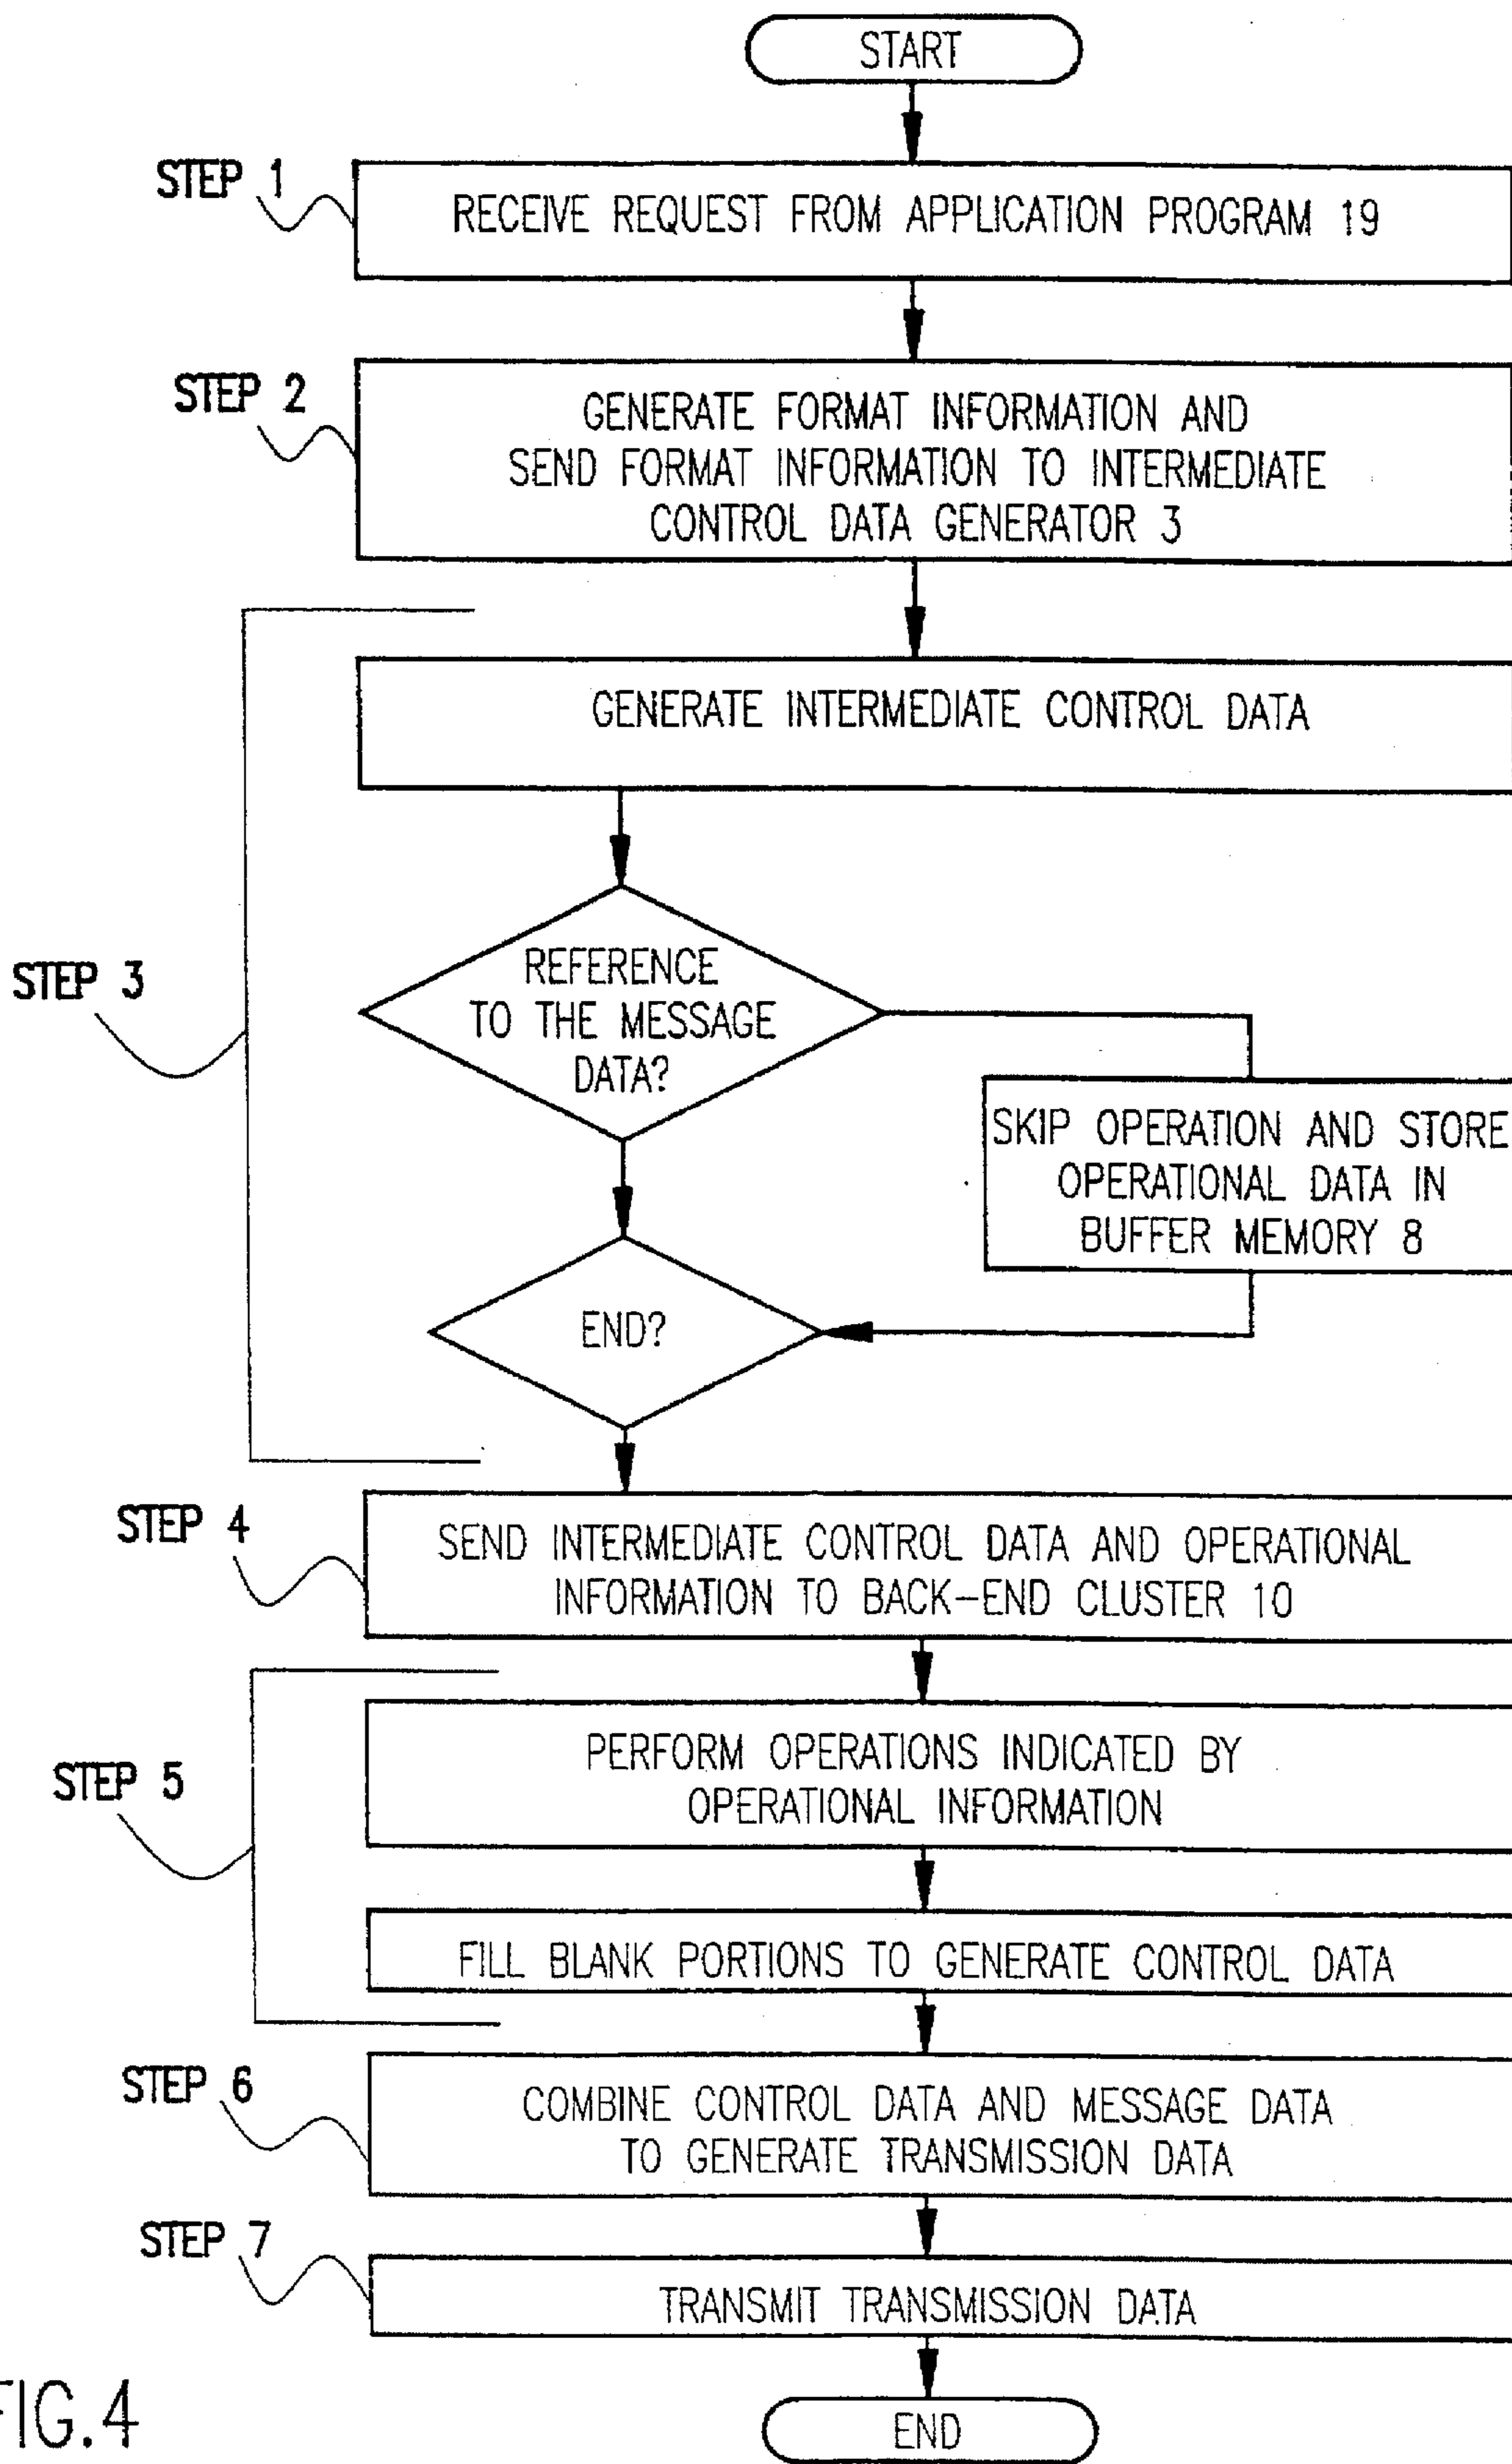 START
STEP 1
RECEIVE REQUEST FROM APPLICATION PROGRAM 19
STEP 2
GENERATE FORMAT INFORMATION AND
SEND FORMAT INFORMATION TO INTERMEDIATE
CONTROL DATA GENERATOR 3
GENERATE INTERMEDIATE CONTROL DATA
STEP 3
REFERENCE
TO THE MESSAGE
DATA?
SKIP OPERATION AND STORE
OPERATIONAL DATA IN
BUFFER MEMORY 8
END?
STEP 4
SEND INTERMEDIATE CONTROL DATA AND OPERATIONAL
INFORMATION TO BACK-END CLUSTER 10
STEP 5
PERFORM OPERATIONS INDICATED BY
OPERATIONAL INFORMATION
FILL BLANK PORTIONS TO GENERATE CONTROL DATA
STEP 6
COMBINE CONTROL DATA AND MESSAGE DATA
TO GENERATE TRANSMISSION DATA
STEP 7
TRANSMIT TRANSMISSION DATA
END
FIG.4